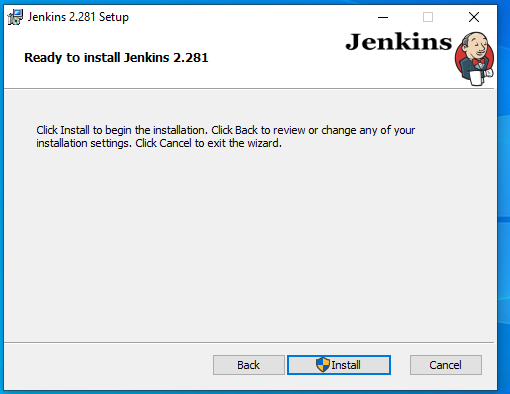 Jenkins 2.281 Setup
Jenkins
Ready to install Jenkins 2.281
Click Install to begin the installation. Click Back to review or change any of your
installation settings. Click Cancel to exit the wizard.
Back
Install
Cancel